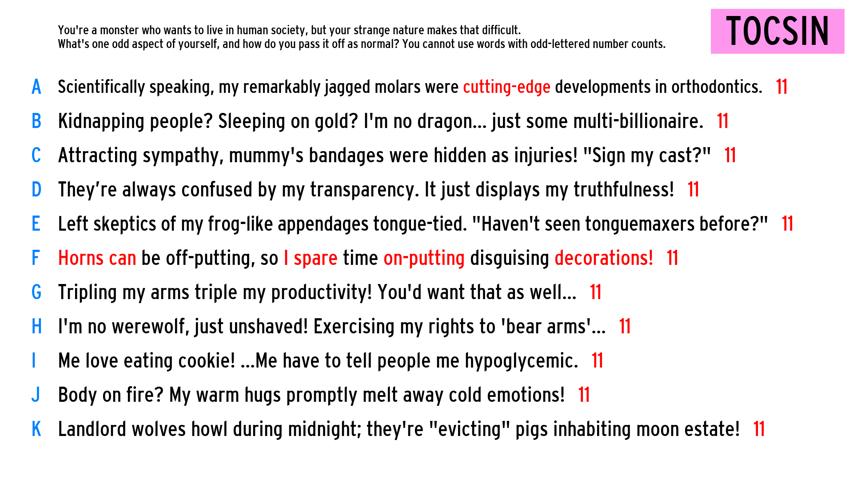 You're a monster who wants to live in human society, but your strange nature makes that difficult.
What's one odd aspect of yourself, and how do you pass it off as normal? You cannot use words with odd-lettered number counts.
TOCSIN
A Scientifically speaking, my remarkably jagged molars were cutting-edge developments in orthodontics. 11
B Kidnapping people? Sleeping on gold? I'm no dragon... just some multi-billionaire. 11
C Attracting sympathy, mummy's bandages were hidden as injuries! "Sign my cast?" 11
D They're always confused by my transparency. It just displays my truthfulness! 11
E Left skeptics of my frog-like appendages tongue-tied. "Haven't seen tonguemaxers before?" 11
F Horns can be off-putting, so I spare time on-putting disguising decorations! 11
G Tripling my arms triple my productivity! You'd want that as well... 11
H I'm no werewolf, just unshaved! Exercising my rights to 'bear arms'... 11
I Me love eating cookie! ...Me have to tell people me hypoglycemic. 11
J Body on fire? My warm hugs promptly melt away cold emotions! 11
K Landlord wolves howl during midnight; they're "evicting" pigs inhabiting moon estate! 11